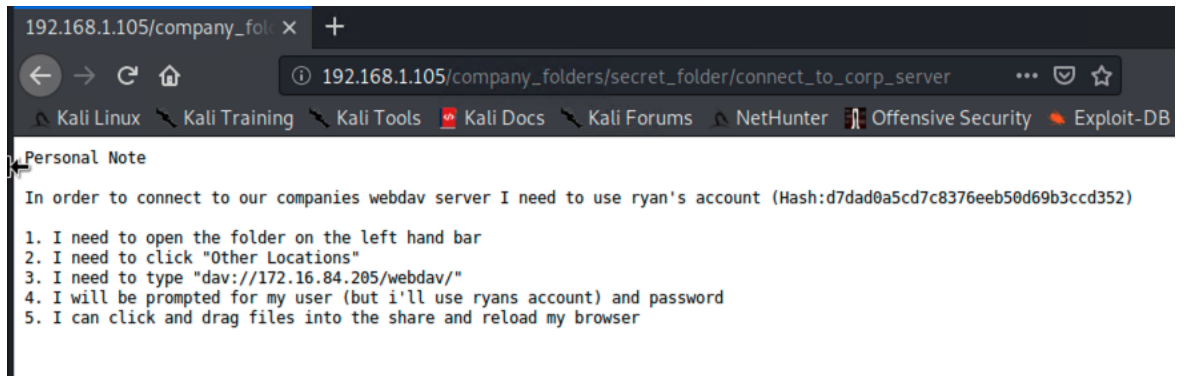 192.168.1.105/company_fol
192.168.1.105/company_folders/secret_folder/connect_to_corp_server
Kali Linux Kali Training Kali Tools Kali Docs Kali Forums NetHunter Offensive Security Exploit-DB
Personal Note
In order to connect to our companies webdav server I need to use ryan's account (Hash:d7dad0a5cd7c8376eeb50d69b3ccd352)
1. I need to open the folder on the left hand bar
2. I need to click "Other Locations"
3. I need to type "dav://172.16.84.205/webdav/"
4. I will be prompted for my user (but i'll use ryans account) and password
5. I can click and drag files into the share and reload my browser